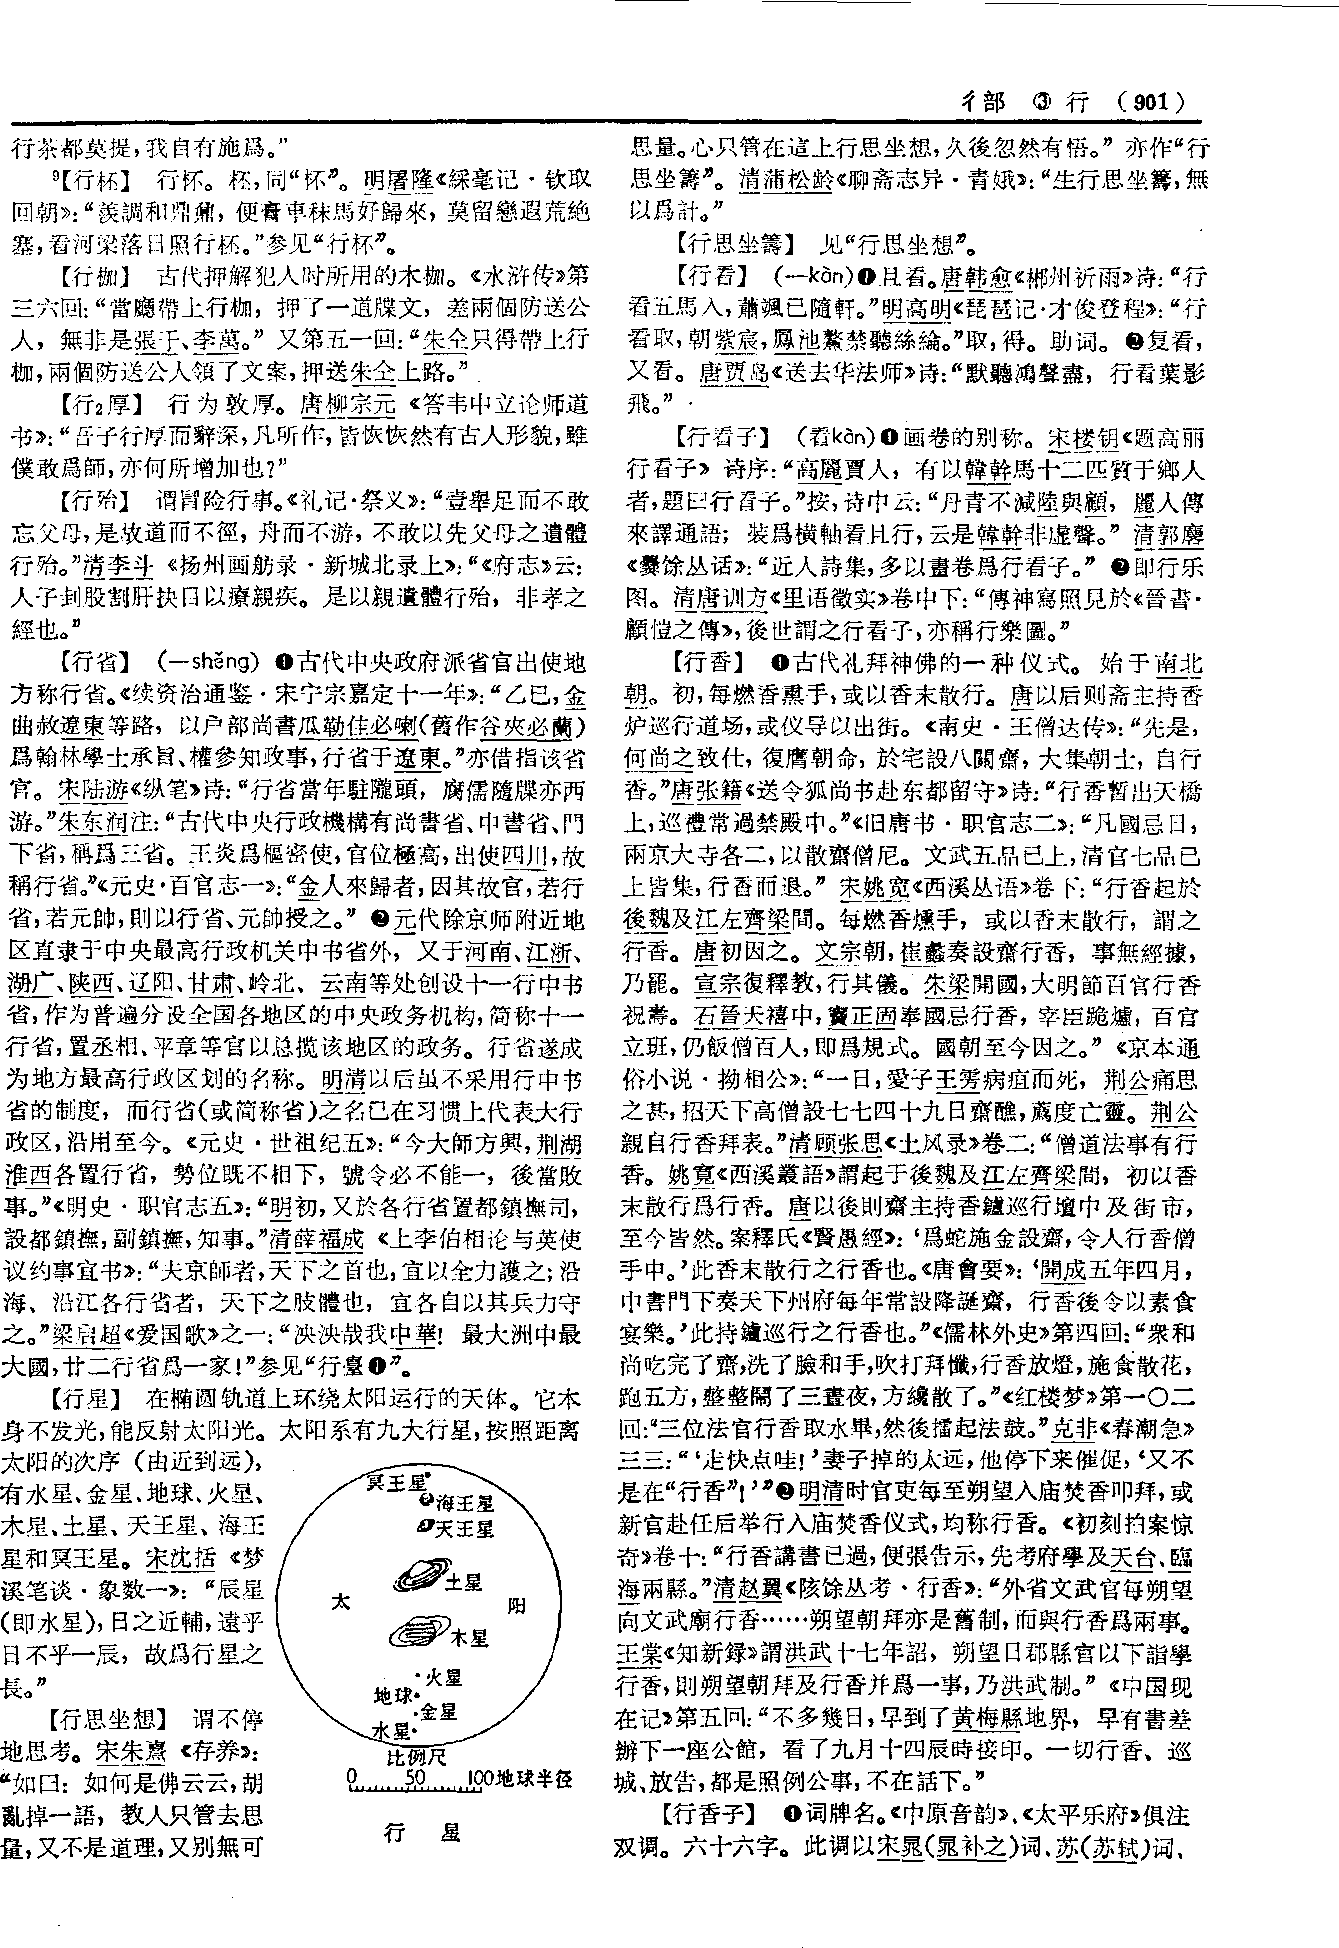 彳部 ③ 行 (901)
行茶都莫提，我自有施爲。”
⁹【行桮】 行杯。桮，同“杯”。明屠隆《綵毫记·钦取
回朝》：“羨調和鼎鼐，便膏車秣馬好歸來，莫留戀遐荒絶
塞，看河梁落日照行桮。”参见“行杯”。
【行枷】 古代押解犯人时所用的木枷。《水浒传》第
三六回：“當廳帶上行枷，押了一道牒文，差兩個防送公
人，無非是張千、李萬。” 又第五一回：“朱仝只得帶上行
枷，兩個防送公人領了文案，押送朱仝上路。”
【行₂厚】 行为敦厚。唐柳宗元《答韦中立论师道
书》：“吾子行厚而辭深，凡所作，皆恢恢然有古人形貌，雖
僕敢爲師，亦何所增加也？”
【行殆】 谓冒险行事。《礼记·祭义》：“壹舉足而不敢
忘父母，是故道而不徑，舟而不游，不敢以先父母之遺體
行殆。”清李斗《扬州画舫录·新城北录上》：“《府志》云：
人子刲股割肝抉目以療親疾。是以親遺體行殆，非孝之
經也。”
【行省】 （—shěng） ❶古代中央政府派省官出使地
方称行省。《续资治通鉴·宋宁宗嘉定十一年》：“乙巳，金
曲赦遼東等路，以户部尚書瓜勒佳必喇(舊作谷夾必蘭)
爲翰林學士承旨、權參知政事，行省于遼東。”亦借指该省
官。宋陆游《纵笔》诗：“行省當年駐隴頭，腐儒隨牒亦西
游。”朱东润注：“古代中央行政機構有尚書省、中書省、門
下省，稱爲三省。王炎爲樞密使，官位極高，出使四川，故
稱行省。”《元史·百官志一》：“金人來歸者，因其故官，若行
省，若元帥，則以行省、元帥授之。” ❷元代除京师附近地
区直隶于中央最高行政机关中书省外，又于河南、江浙、
湖广、陕西、辽阳、甘肃、岭北、云南等处创设十一行中书
省，作为普遍分设全国各地区的中央政务机构，简称十一
行省，置丞相、平章等官以总揽该地区的政务。行省遂成
为地方最高行政区划的名称。明清以后虽不采用行中书
省的制度，而行省(或简称省)之名已在习惯上代表大行
政区，沿用至今。《元史·世祖纪五》：“今大師方興，荆湖
淮西各置行省，勢位既不相下，號令必不能一，後當敗
事。”《明史·职官志五》：“明初，又於各行省置都鎮撫司，
設都鎮撫，副鎮撫，知事。”清薛福成《上李伯相论与英使
议约事宜书》：“夫京師者，天下之首也，宜以全力護之；沿
海、沿江各行省者，天下之肢體也，宜各自以其兵力守
之。”梁启超《爱国歌》之一：“泱泱哉我中華！最大洲中最
大國，廿二行省爲一家！”参见“行臺❶”。
【行星】 在椭圆轨道上环绕太阳运行的天体。它本
身不发光，能反射太阳光。太阳系有九大行星，按照距离
太阳的次序（由近到远），
有水星、金星、地球、火星、
木星、土星、天王星、海王
星和冥王星。宋沈括《梦
溪笔谈·象数一》：“辰星
(即水星)，日之近輔，遠乎
日不乎一辰，故爲行星之
長。”
【行思坐想】 谓不停
地思考。宋朱熹《存养》：
“如曰：如何是佛云云，胡
亂掉一語，教人只管去思
量，又不是道理，又别無可
冥王星
海王星
天王星
土星
太 阳
木星
火星
地球
金星
水星
比例尺
0 50 100地球半径
行 星
思量。心只管在這上行思坐想，久後忽然有悟。” 亦作“行
思坐籌”。清蒲松龄《聊斋志异·青娥》：“生行思坐籌，無
以爲計。”
【行思坐籌】 见“行思坐想”。
【行看】 （—kàn）❶且看。唐韩愈《郴州祈雨》诗：“行
看五馬入，蕭颯已隨軒。”明高明《琵琶记·才俊登程》：“行
看取，朝紫宸，鳳池鰲禁聽絲綸。”取，得。助词。❷复看，
又看。唐贾岛《送去华法师》诗：“默聽鴻聲盡，行看葉影
飛。”
【行看子】 （看kàn）❶画卷的别称。宋楼钥《题高丽
行看子》诗序：“高麗賈人，有以韓幹馬十二匹質于鄉人
者，題曰行看子。”按，诗中云：“丹青不減陸與顧，麗人傳
來譯通語；裝爲横軸看且行，云是韓幹非虚聲。” 清郭麐
《爨馀丛话》：“近人詩集，多以畫卷爲行看子。” ❷即行乐
图。清唐训方《里语徵实》卷中下：“傳神寫照見於《晉書·
顧愷之傳》，後世謂之行看子，亦稱行樂圖。”
【行香】 ❶古代礼拜神佛的一种仪式。始于南北
朝。初，每燃香熏手，或以香末散行。唐以后则斋主持香
炉巡行道场，或仪导以出街。《南史·王僧达传》：“先是，
何尚之致仕，復膺朝命，於宅設八關齋，大集朝士，自行
香。”唐张籍《送令狐尚书赴东都留守》诗：“行香暫出天橋
上，巡禮常過禁殿中。”《旧唐书·职官志二》：“凡國忌日，
兩京大寺各二，以散齋僧尼。文武五品已上，清官七品已
上皆集，行香而退。” 宋姚宽《西溪丛语》卷下：“行香起於
後魏及江左齊梁間。每燃香燻手，或以香末散行，謂之
行香。唐初因之。文宗朝，崔蠡奏設齋行香，事無經據，
乃罷。宣宗復釋教，行其儀。朱梁開國，大明節百官行香
祝壽。石晉天禧中，竇正固奉國忌行香，宰臣跪爐，百官
立班，仍飯僧百人，即爲規式。國朝至今因之。”《京本通
俗小说·拗相公》：“一日，愛子王雱病疽而死，荆公痛思
之甚，招天下高僧設七七四十九日齋醮，薦度亡靈。荆公
親自行香拜表。”清顾张思《土风录》卷二：“僧道法事有行
香。姚寬《西溪叢語》謂起于後魏及江左齊梁間，初以香
末散行爲行香。唐以後則齋主持香鑪巡行壇中及街市，
至今皆然。案釋氏《賢愚經》：‘爲蛇施金設齋，令人行香僧
手中。’此香末散行之行香也。《唐會要》：‘開成五年四月，
中書門下奏天下州府每年常設降誕齋，行香後令以素食
宴樂。’此持鑪巡行之行香也。”《儒林外史》第四回：“衆和
尚吃完了齋，洗了臉和手，吹打拜懺，行香放燈，施食散花，
跑五方，整整鬧了三晝夜，方纔散了。”《红楼梦》第一〇二
回：“三位法官行香取水畢，然後擂起法鼓。”克非《春潮急》
三三：“‘走快点哇！’妻子掉的太远，他停下来催促，‘又不
是在“行香”！’”❷明清时官吏每至朔望入庙焚香叩拜，或
新官赴任后举行入庙焚香仪式，均称行香。《初刻拍案惊
奇》卷十：“行香講書已過，便張告示，先考府學及天台、臨
海兩縣。”清赵翼《陔馀丛考·行香》：“外省文武官每朔望
向文武廟行香……朔望朝拜亦是舊制，而與行香爲兩事。
王棠《知新録》謂洪武十七年詔，朔望日郡縣官以下詣學
行香，則朔望朝拜及行香并爲一事，乃洪武制。”《中国现
在记》第五回：“不多幾日，早到了黄梅縣地界，早有書差
辦下一座公館，看了九月十四辰時接印。一切行香、巡
城、放告，都是照例公事，不在話下。”
【行香子】 ❶词牌名。《中原音韵》、《太平乐府》俱注
双调。六十六字。此调以宋晁(晁补之)词、苏(苏轼)词、